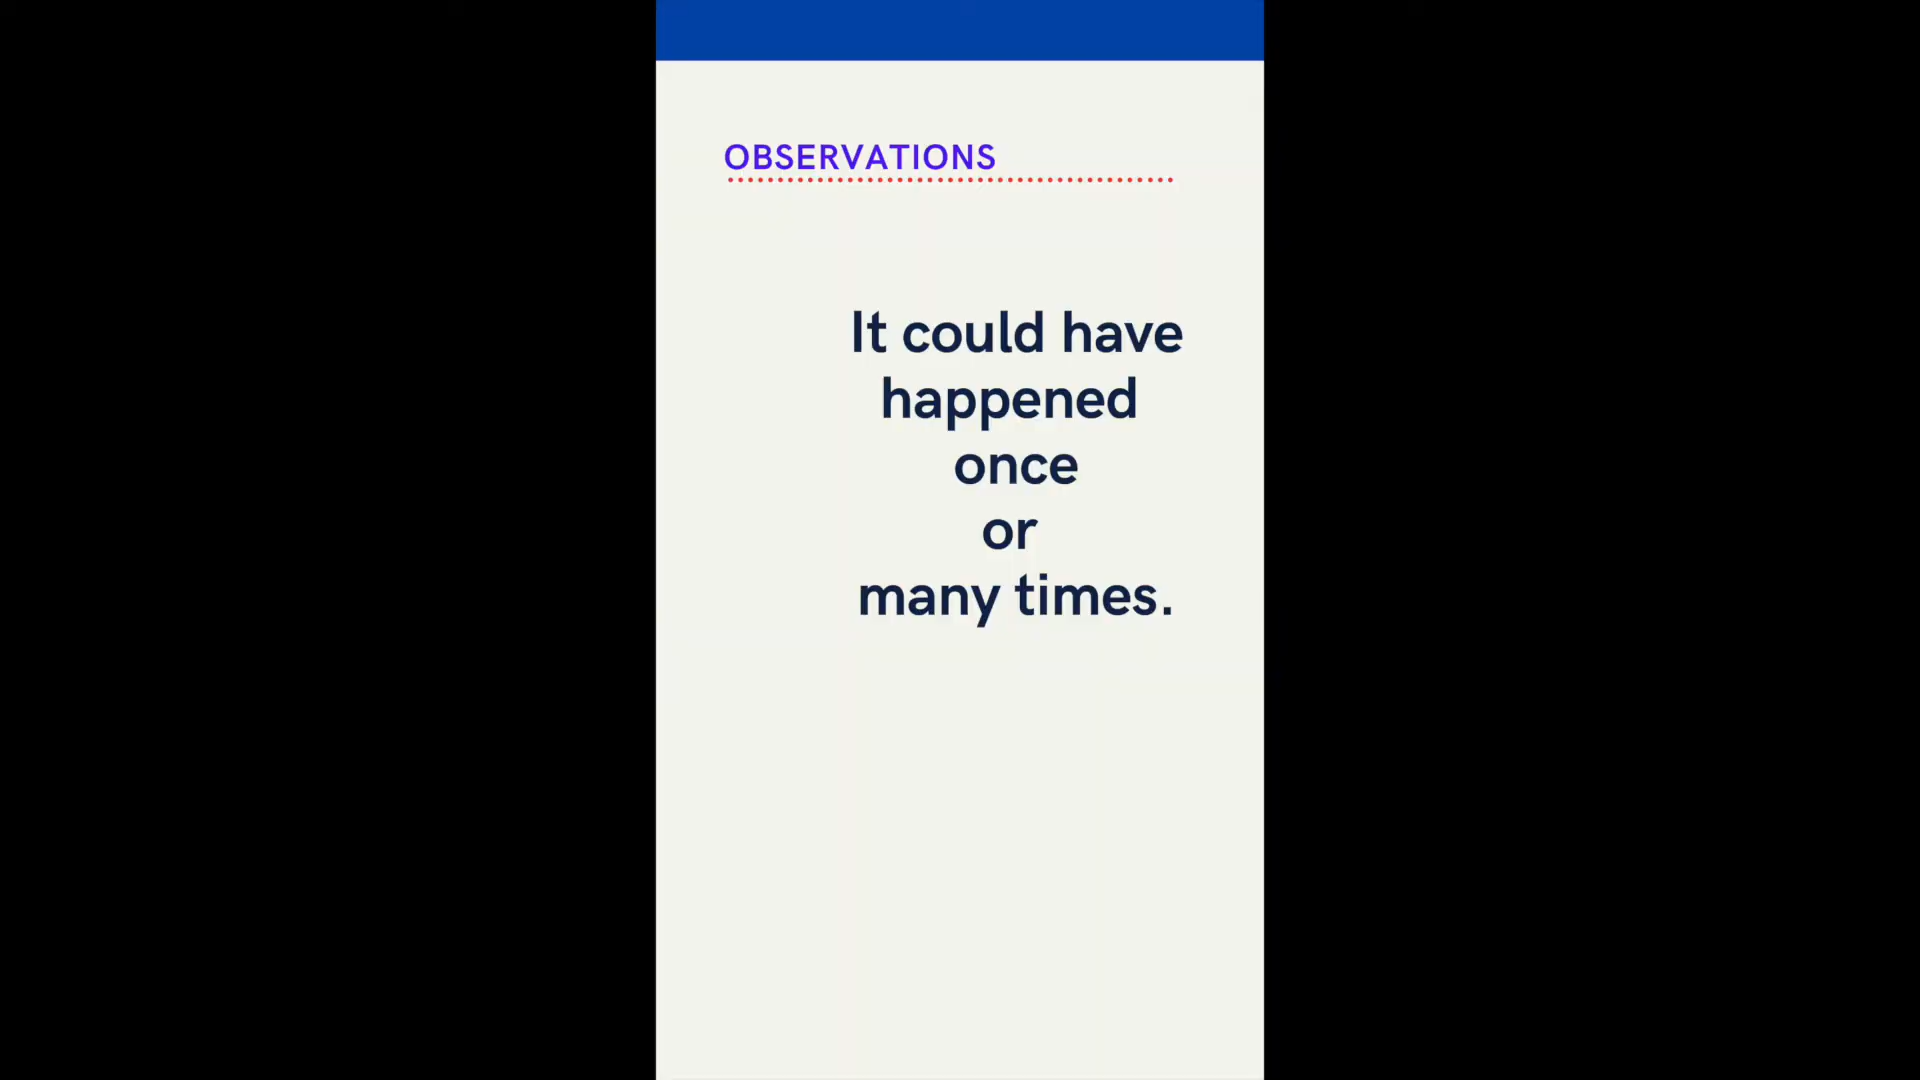 OBSERVATIONS
It could have
happened
once
or
many times.